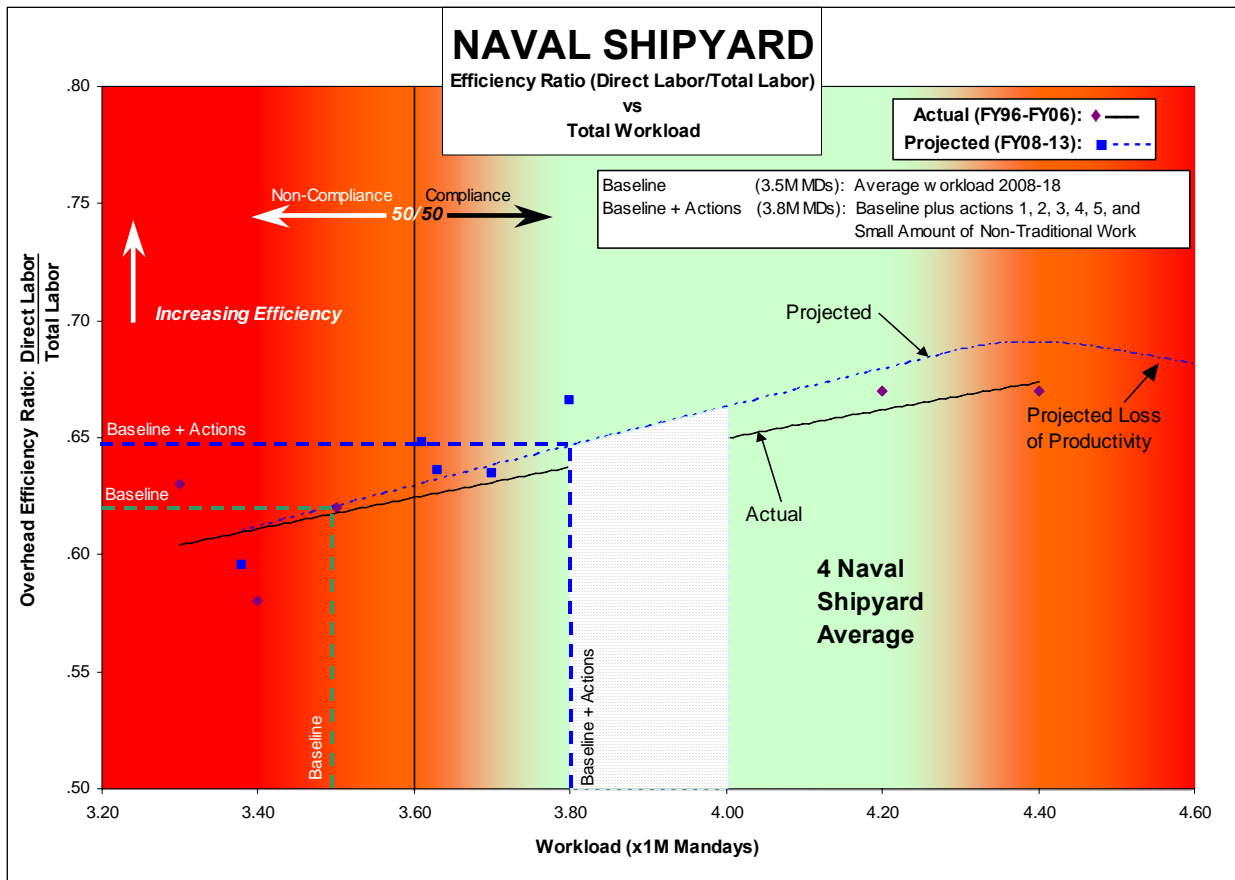 NAVAL SHIPYARD
Efficiency Ratio (Direct Labor/Total Labor)
vs
Total Workload
Actual (FY96-FY06):
Projected (FY08-13):
Baseline (3.5M MDs): Average workload 2008-18
Baseline + Actions (3.8M MDs): Baseline plus actions 1, 2, 3, 4, 5, and
Small Amount of Non-Traditional Work
Non-Compliance
Compliance
50/50
Increasing Efficiency
Projected
Projected Loss
of Productivity
Actual
4 Naval
Shipyard
Average
Baseline + Actions
Baseline
Baseline
Baseline + Actions
Overhead Efficiency Ratio: Direct Labor
Total Labor
.80
.75
.70
.65
.60
.55
.50
3.20 3.40 3.60 3.80 4.00 4.20 4.40 4.60
Workload (x1M Mandays)